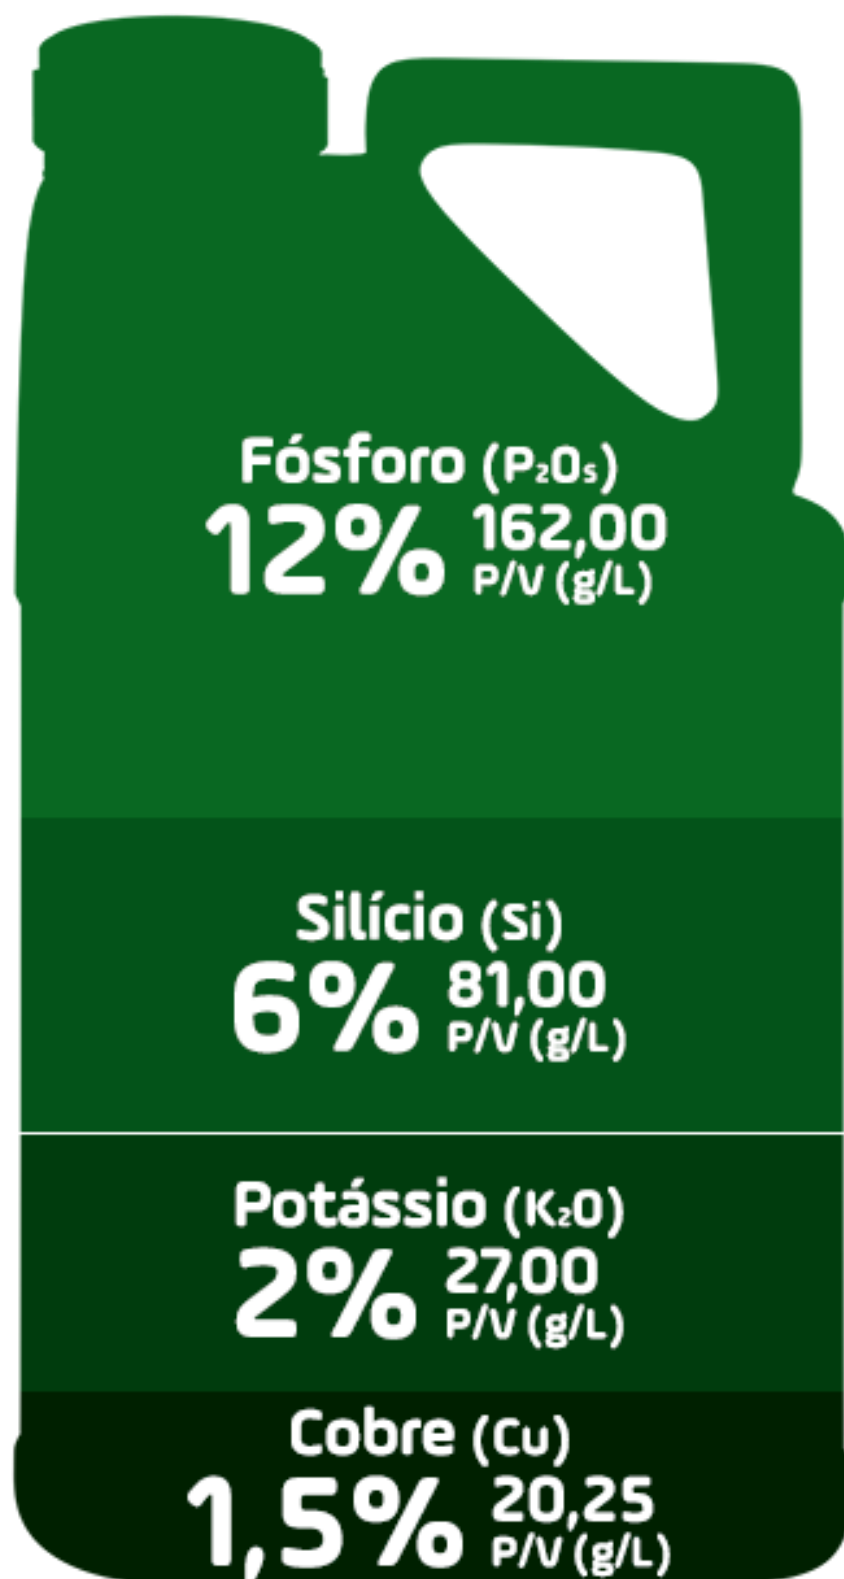 Fósforo (P₂Os)
12% 162,00
P/V (g/L)
Silício (Si)
6% 81,00
P/V (g/L)
Potássio (K₂O)
2% 27,00
P/V (g/L)
Cobre (Cu)
1,5% 20,25
P/V (g/L)